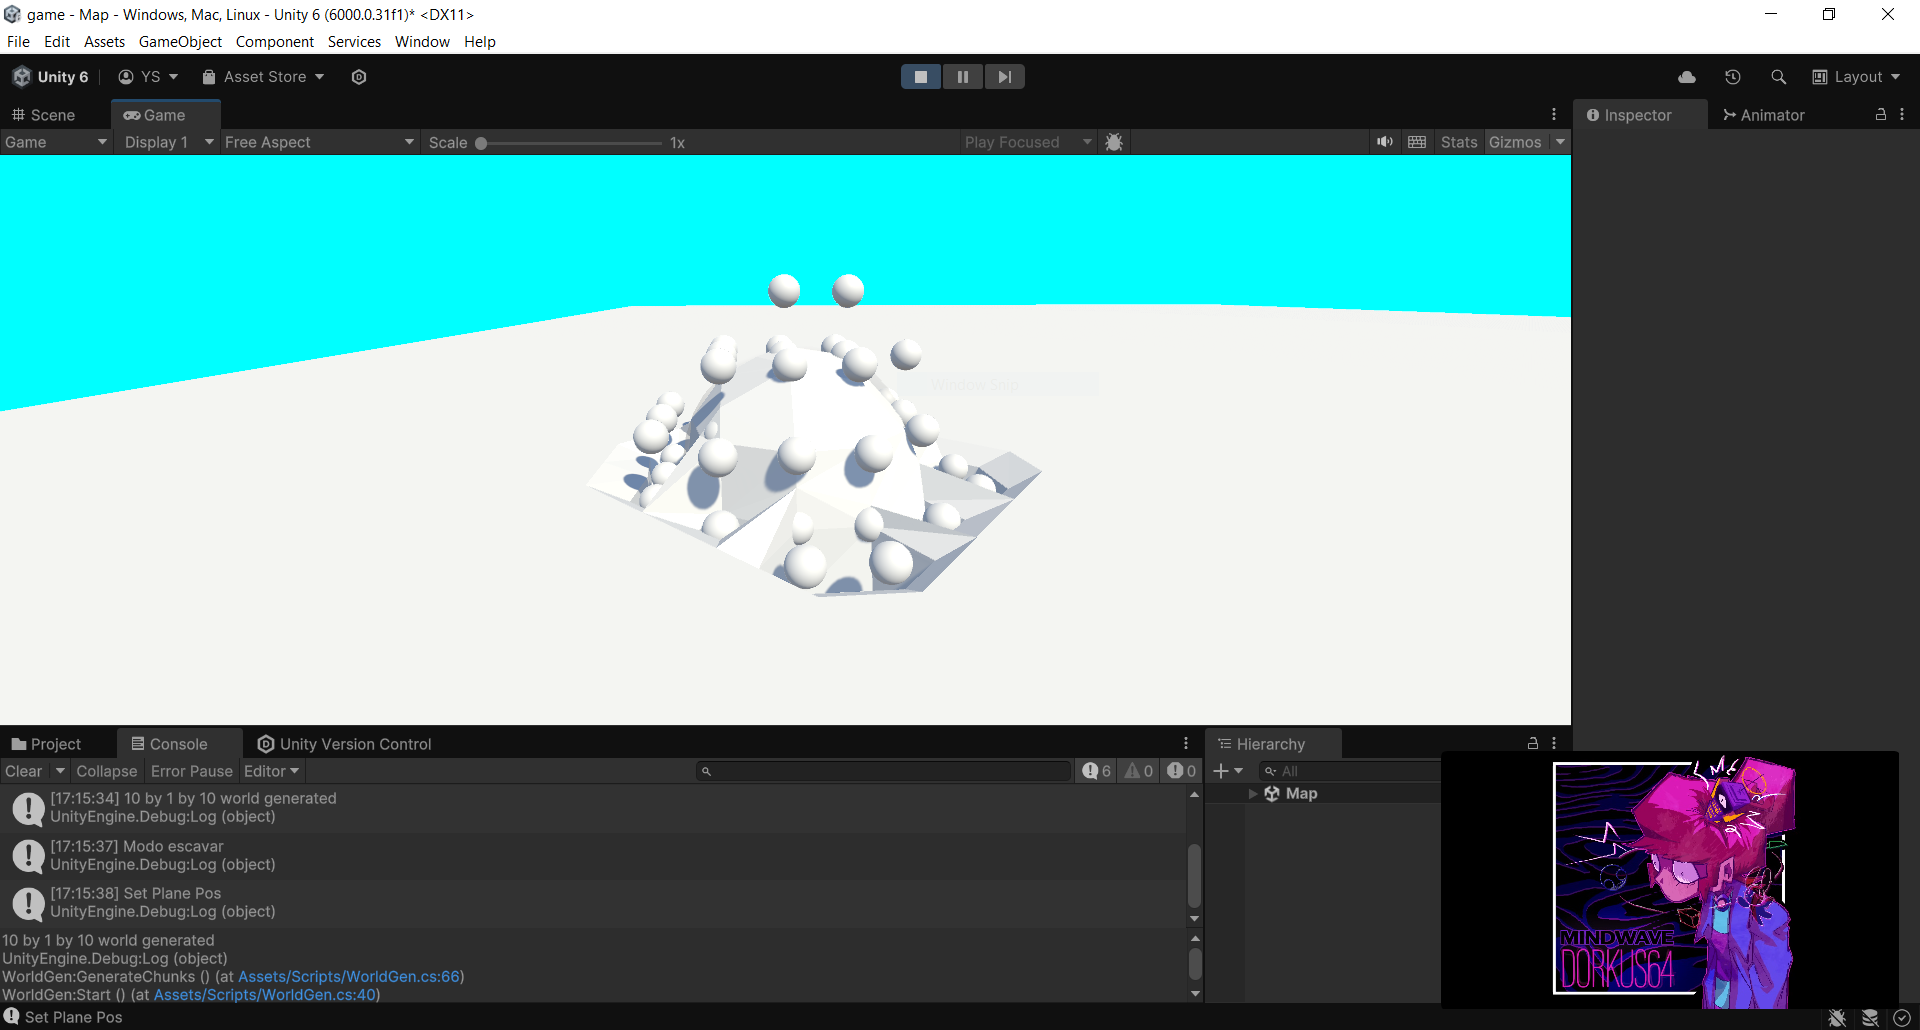 game - Map - Windows, Mac, Linux - Unity 6 (6000.0.31f1)* <DX11>
File Edit Assets GameObject Component Services Window Help
Unity 6 YS Asset Store Layout
Scene Game Inspector Animator
Game Display 1 Free Aspect Scale 1x Play Focused Stats Gizmos
Window Snip
Project Console Unity Version Control Hierarchy
Clear Collapse Error Pause Editor 6 0 0 All
[17:15:34] 10 by 1 by 10 world generated
UnityEngine.Debug:Log (object)
Map
[17:15:37] Modo escavar
UnityEngine.Debug:Log (object)
[17:15:38] Set Plane Pos
UnityEngine.Debug:Log (object)
10 by 1 by 10 world generated
UnityEngine.Debug:Log (object)
WorldGen:GenerateChunks () (at Assets/Scripts/WorldGen.cs:66)
WorldGen:Start () (at Assets/Scripts/WorldGen.cs:40)
Set Plane Pos
MINDWAVE
DORKUS64